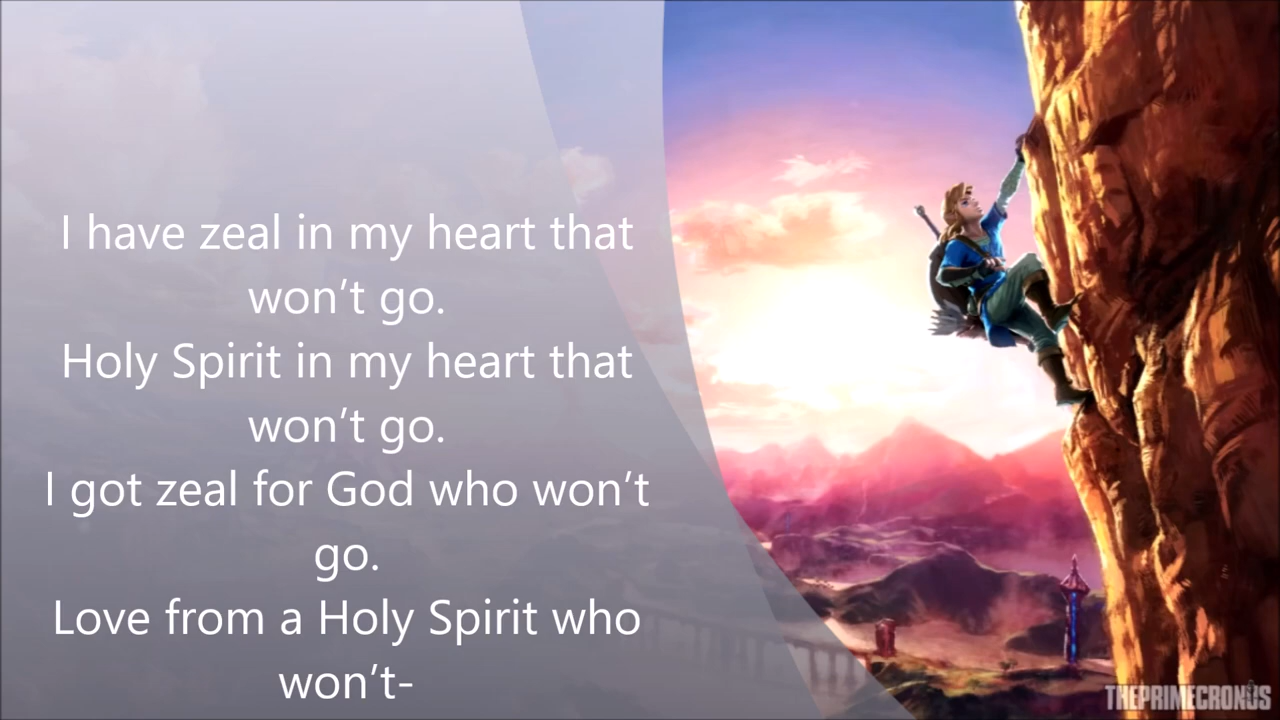 I have zeal in my heart that
won’t go.
Holy Spirit in my heart that
won’t go.
I got zeal for God who won’t
go.
Love from a Holy Spirit who
won’t-
THEPRIMECRONUS